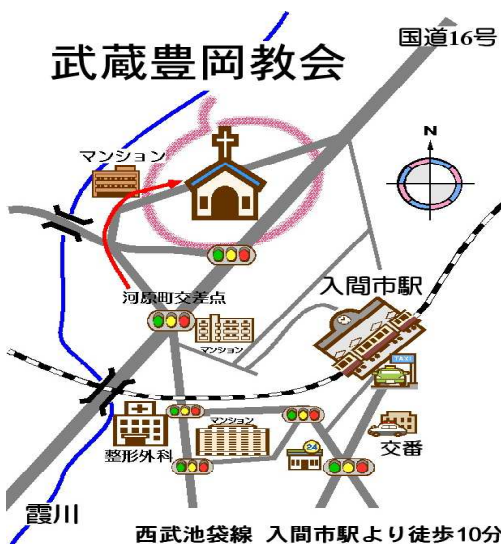 国道16号
武蔵豊岡教会
N
マンション
入間市駅
河原町交差点
マンション
TAXI
マンション
24
整形外科
交番
霞川
西武池袋線 入間市駅より徒歩10分